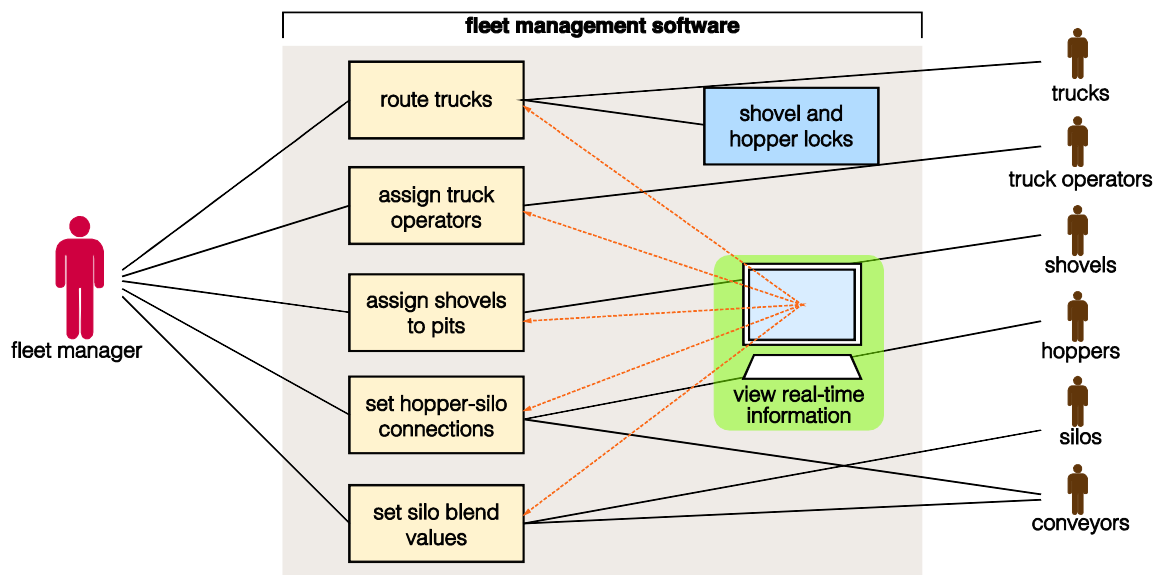 fleet management software
route trucks
shovel and
hopper locks
trucks
assign truck
operators
truck operators
shovels
assign shovels
to pits
fleet manager
hoppers
view real-time
information
set hopper-silo
connections
silos
set silo blend
values
conveyors